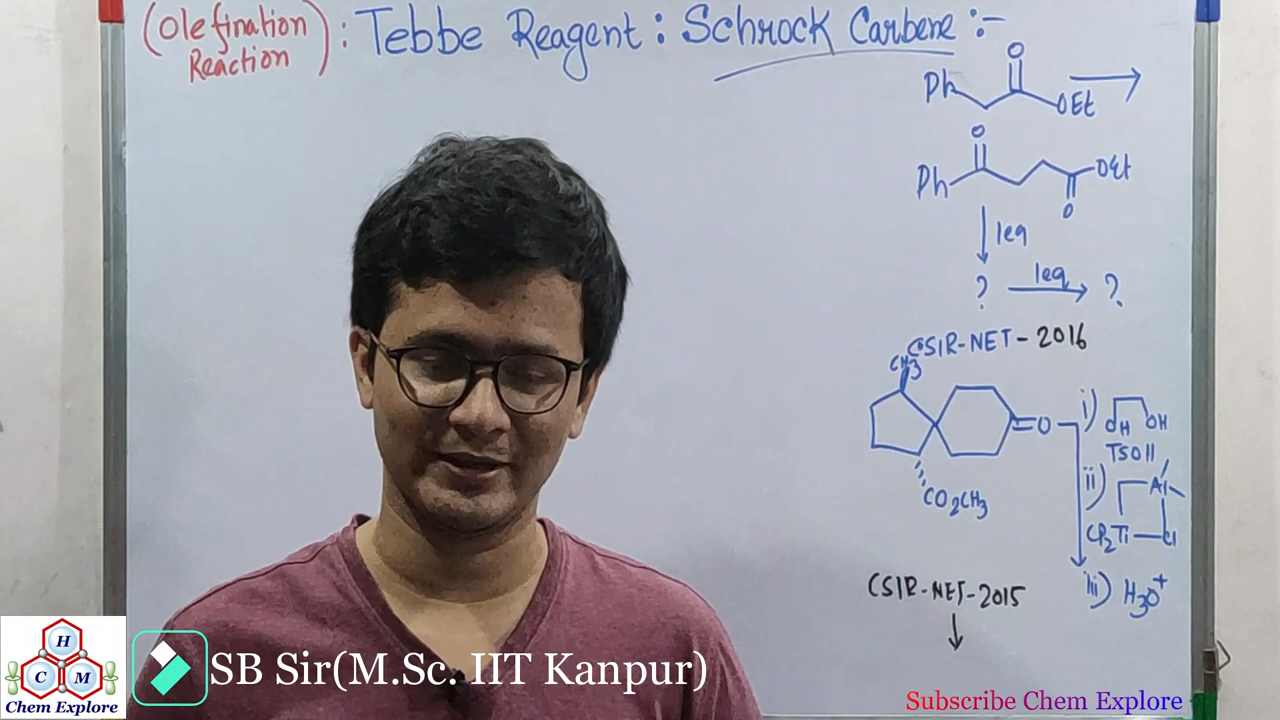 (Olefination Reaction): Tebbe Reagent: Schrock Carbene :-
O
Ph OEt
O
Ph OEt
O
1eq
? 1eq ?
CSIR-NET-2016
CH3
O
CO2CH3
i) OH OH
TsOH
ii) Al
Cp2Ti Cl
iii) H3O+
CSIR-NET-2015
H
C M
Chem Explore
SB Sir(M.Sc. IIT Kanpur)
Subscribe Chem Explore